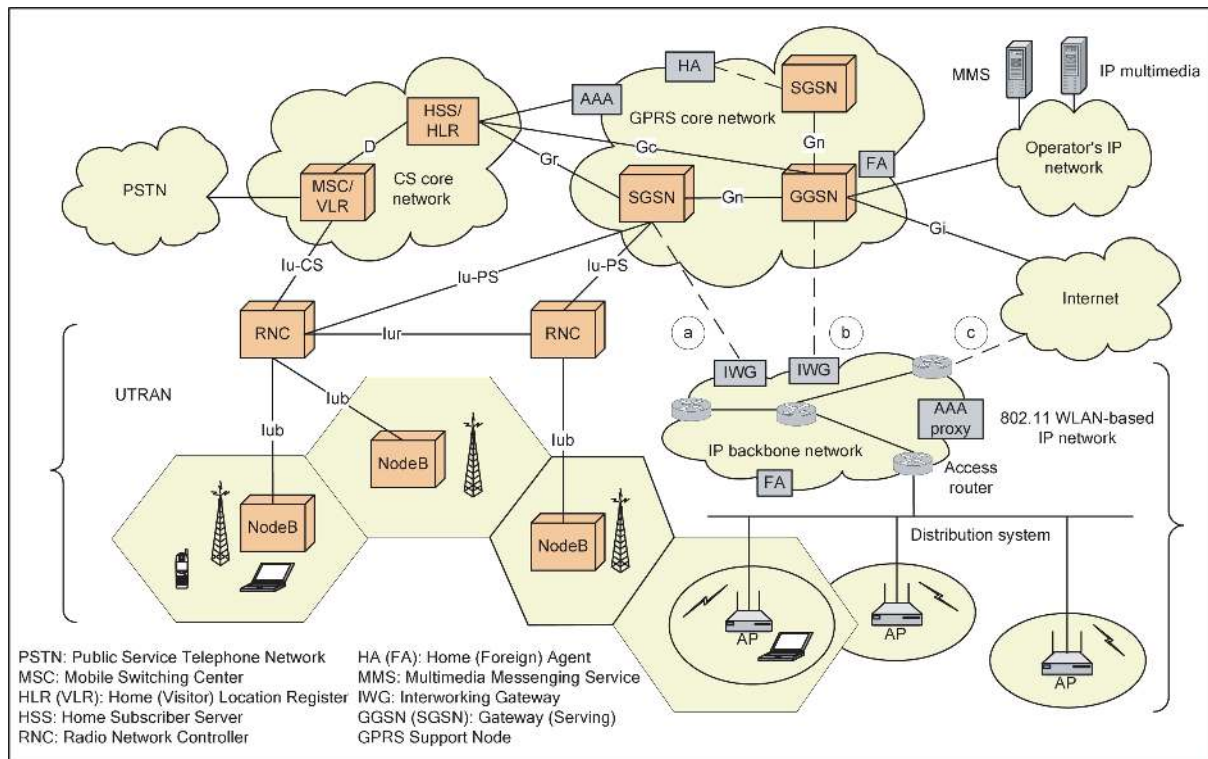 HA
MMS
IP multimedia
SGSN
AAA
HSS/
HLR
GPRS core network
Gn
Operator's IP
network
D
Gc
Gr
FA
PSTN
MSC/
VLR
CS core
network
SGSN
Gn
GGSN
Gi
Iu-CS
Iu-PS
Iu-PS
Internet
RNC
Iur
RNC
a
b
c
IWG
IWG
UTRAN
AAA
proxy
802.11 WLAN-based
IP network
Iub
Iub
Iub
IP backbone network
NodeB
FA
Access
router
NodeB
NodeB
Distribution system
AP
AP
AP
PSTN: Public Service Telephone Network
MSC: Mobile Switching Center
HLR (VLR): Home (Visitor) Location Register
HSS: Home Subscriber Server
RNC: Radio Network Controller
HA (FA): Home (Foreign) Agent
MMS: Multimedia Messenging Service
IWG: Interworking Gateway
GGSN (SGSN): Gateway (Serving)
GPRS Support Node